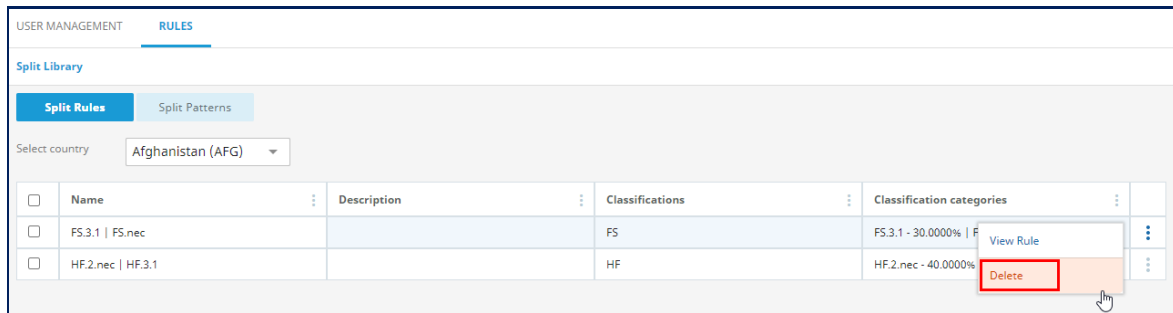 USER MANAGEMENT RULES
Split Library
Split Rules Split Patterns
Select country Afghanistan (AFG)
Name Description Classifications Classification categories
FS.3.1 | FS.nec FS FS.3.1 - 30.0000% | F
View Rule
HF.2.nec | HF.3.1 HF HF.2.nec - 40.0000%
Delete